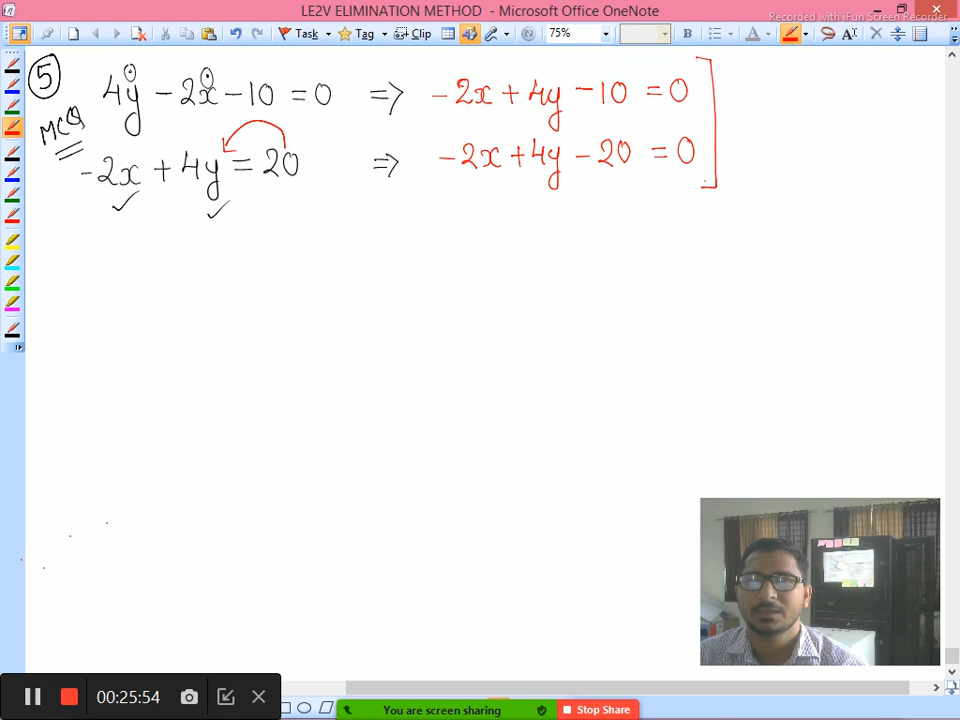 LE2V ELIMINATION METHOD - Microsoft Office OneNote
Recorded with iFun Screen Recorder
Task Tag Clip 75% B A A
5 4y - 2x - 10 = 0 => -2x + 4y - 10 = 0
MCQ
-2x + 4y = 20 => -2x + 4y - 20 = 0
00:25:54
You are screen sharing Stop Share